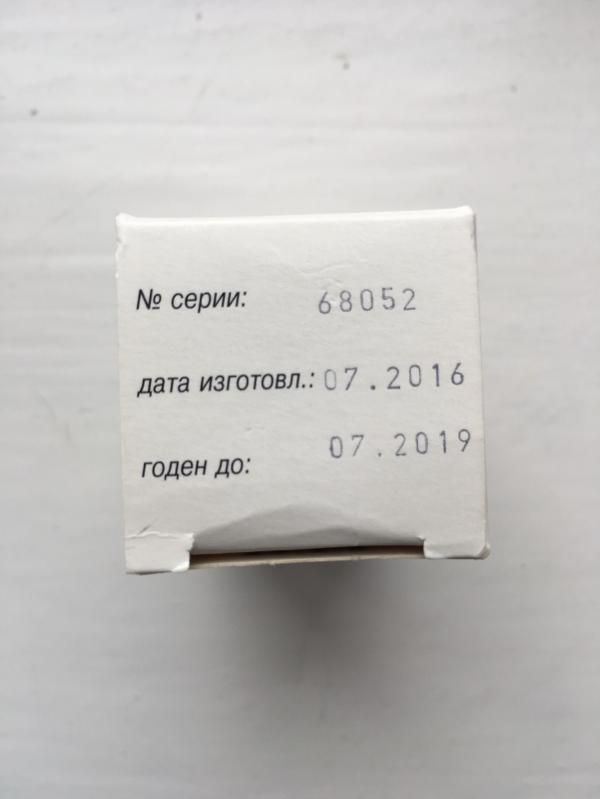 № серии: 68052
дата изготовл.: 07.2016
годен до: 07.2019